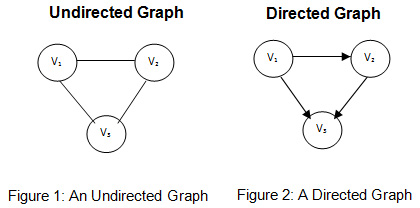 Undirected Graph
Directed Graph
V₁
V₂
V₃
V₁
V₂
V₃
Figure 1: An Undirected Graph
Figure 2: A Directed Graph